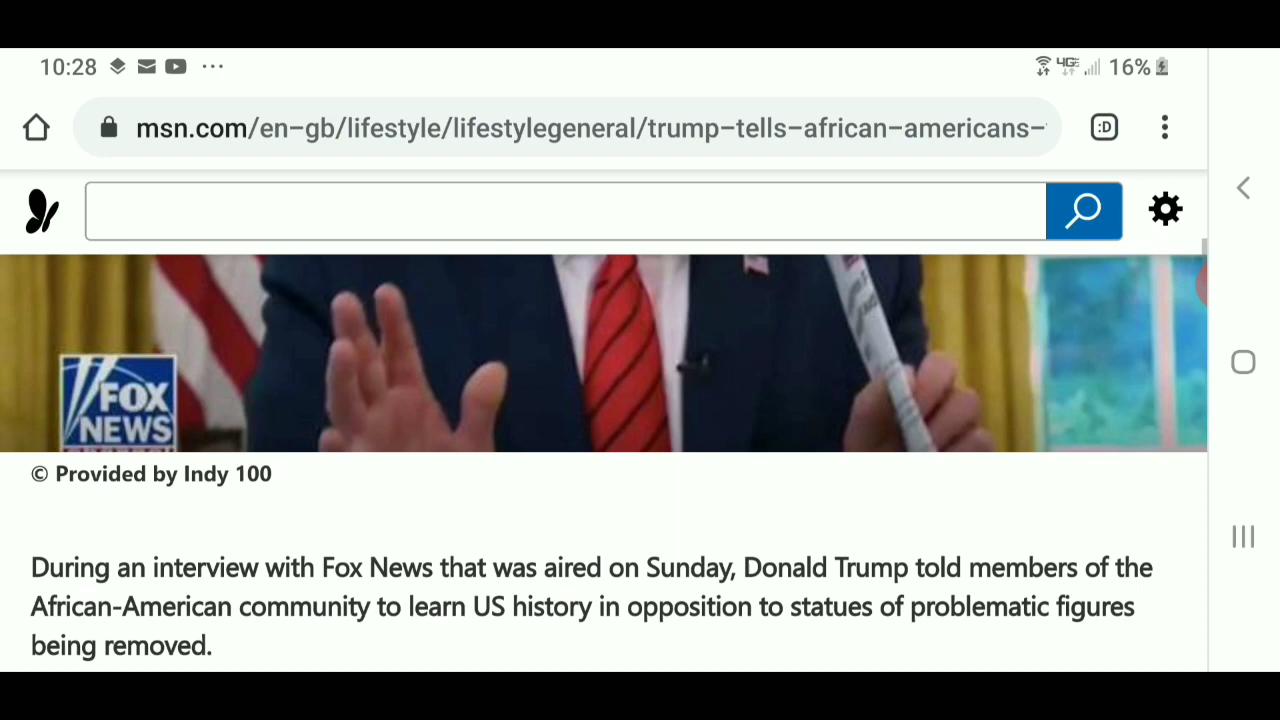 10:28
4G
16%
msn.com/en-gb/lifestyle/lifestylegeneral/trump-tells-african-americans-
:D
FOX
NEWS
© Provided by Indy 100
During an interview with Fox News that was aired on Sunday, Donald Trump told members of the
African-American community to learn US history in opposition to statues of problematic figures
being removed.